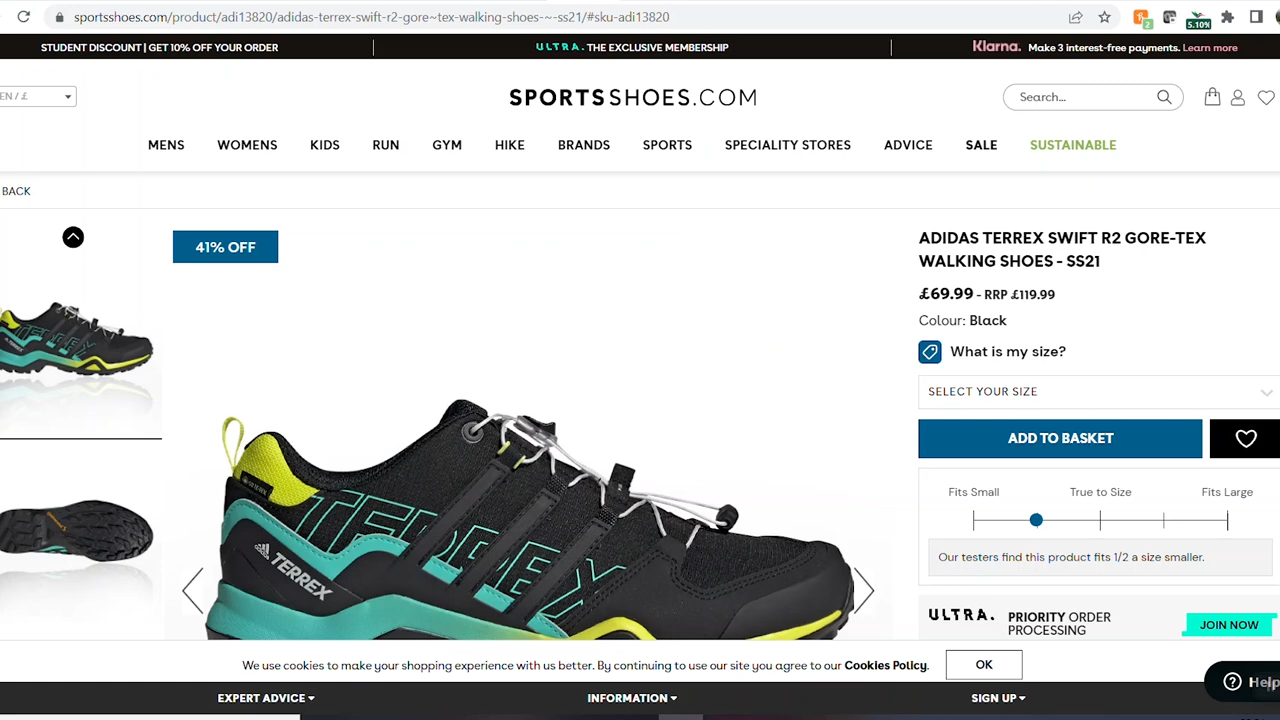 sportsshoes.com/product/adi13820/adidas-terrex-swift-r2-gore~tex-walking-shoes-~-ss21/#sku-adi13820
2
5.10%
STUDENT DISCOUNT | GET 10% OFF YOUR ORDER
ULTRA. THE EXCLUSIVE MEMBERSHIP
Klarna. Make 3 interest-free payments. Learn more
EN / £
SPORTSSHOES.COM
Search...
MENS WOMENS KIDS RUN GYM HIKE BRANDS SPORTS SPECIALITY STORES ADVICE SALE SUSTAINABLE
BACK
41% OFF
ADIDAS TERREX SWIFT R2 GORE-TEX
WALKING SHOES - SS21
£69.99 - RRP £119.99
Colour: Black
What is my size?
SELECT YOUR SIZE
ADD TO BASKET
Fits Small True to Size Fits Large
Our testers find this product fits 1/2 a size smaller.
TERREX
TERREX
ULTRA. PRIORITY ORDER
PROCESSING
JOIN NOW
We use cookies to make your shopping experience with us better. By continuing to use our site you agree to our Cookies Policy.
OK
Help
EXPERT ADVICE INFORMATION SIGN UP